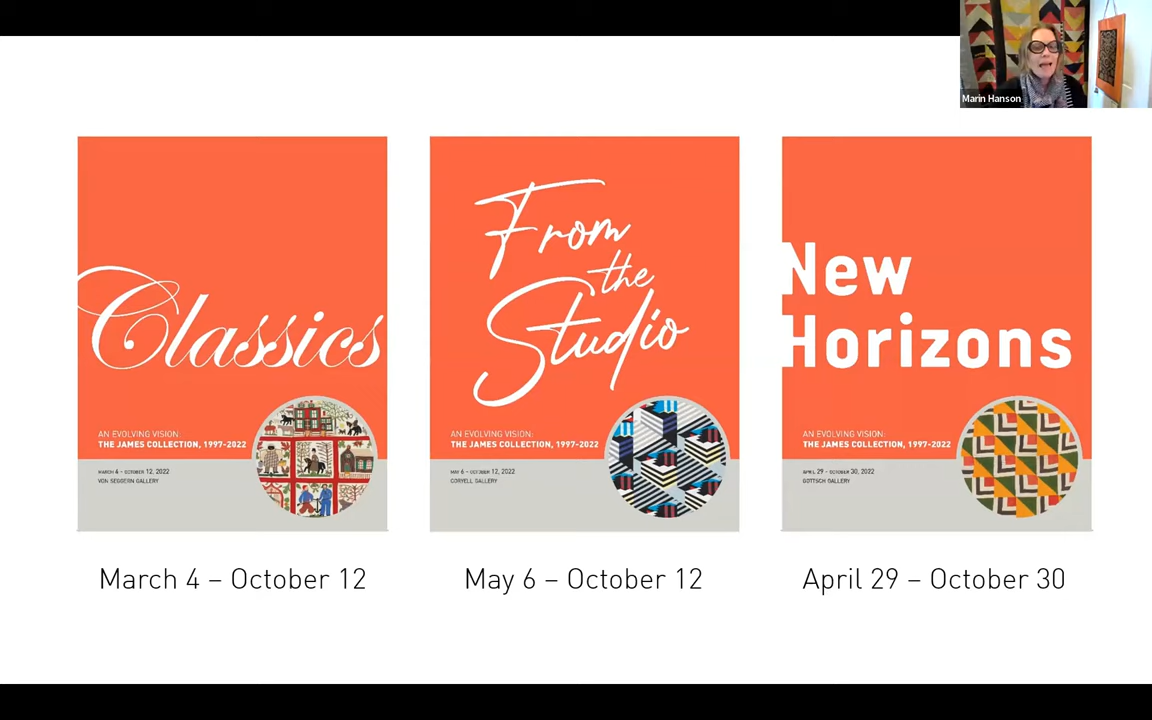 Marin Hanson
Classics
AN EVOLVING VISION:
THE JAMES COLLECTION, 1997-2022
MARCH 4 - OCTOBER 12, 2022
VON SEGGERN GALLERY
March 4 – October 12
From
the
Studio
AN EVOLVING VISION:
THE JAMES COLLECTION, 1997-2022
MAY 6 - OCTOBER 12, 2022
CORYELL GALLERY
May 6 – October 12
New
Horizons
AN EVOLVING VISION:
THE JAMES COLLECTION, 1997-2022
APRIL 29 - OCTOBER 30, 2022
GOTTSCH GALLERY
April 29 – October 30